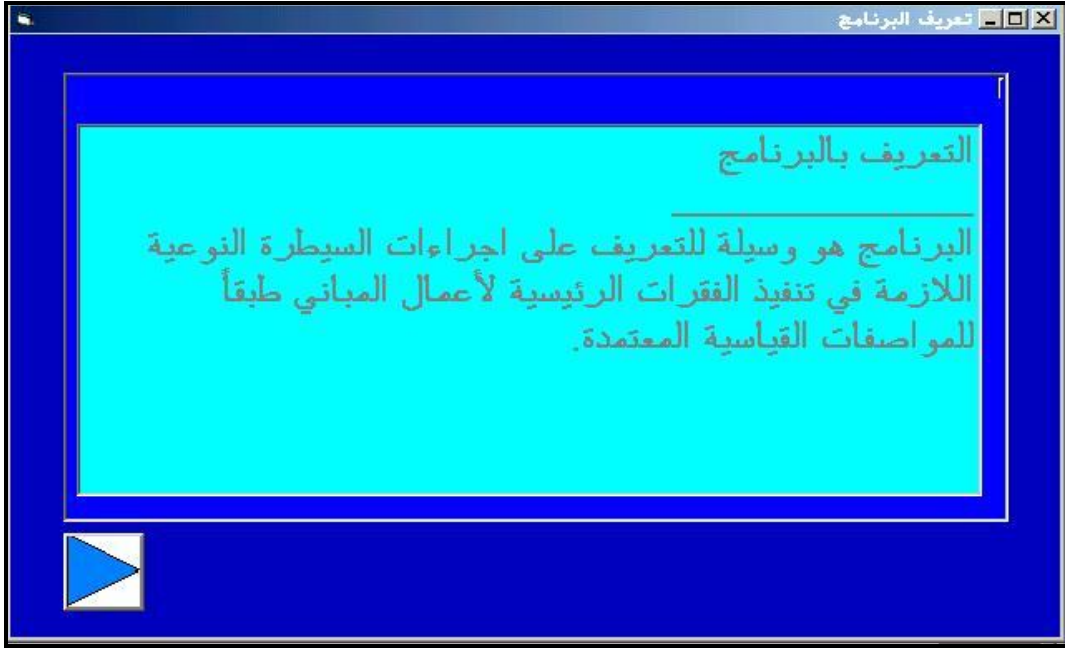 تعريف البرنامج
التعريف بالبرنامج
البرنامج هو وسيلة للتعريف على اجراءات السيطرة النوعية
اللازمة في تنفيذ الفقرات الرئيسية لأعمال المباني طبقاً
للمواصفات القياسية المعتمدة.